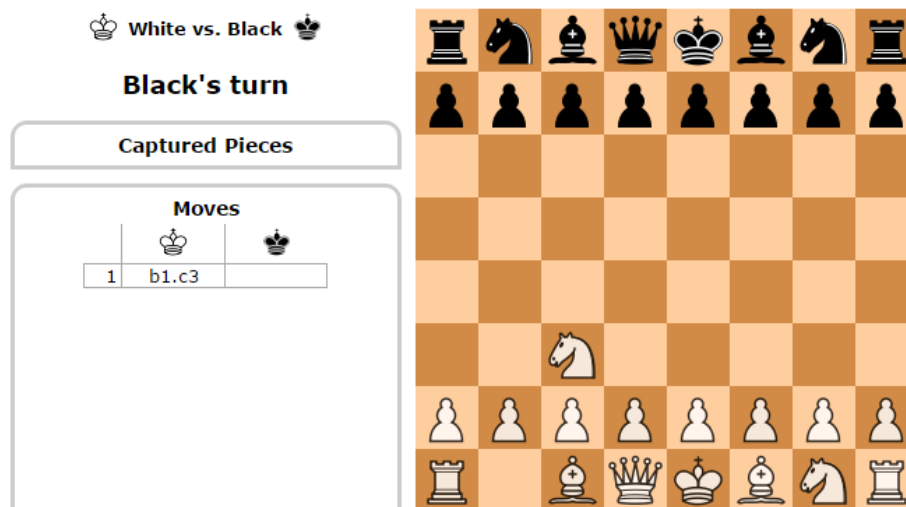 White vs. Black
Black's turn
Captured Pieces
Moves
1 b1.c3